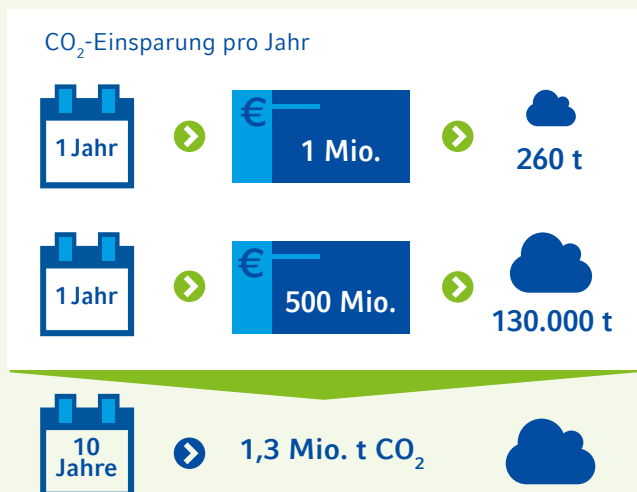 CO₂-Einsparung pro Jahr
1 Jahr
€
1 Mio.
260 t
1 Jahr
€
500 Mio.
130.000 t
10
Jahre
1,3 Mio. t CO₂